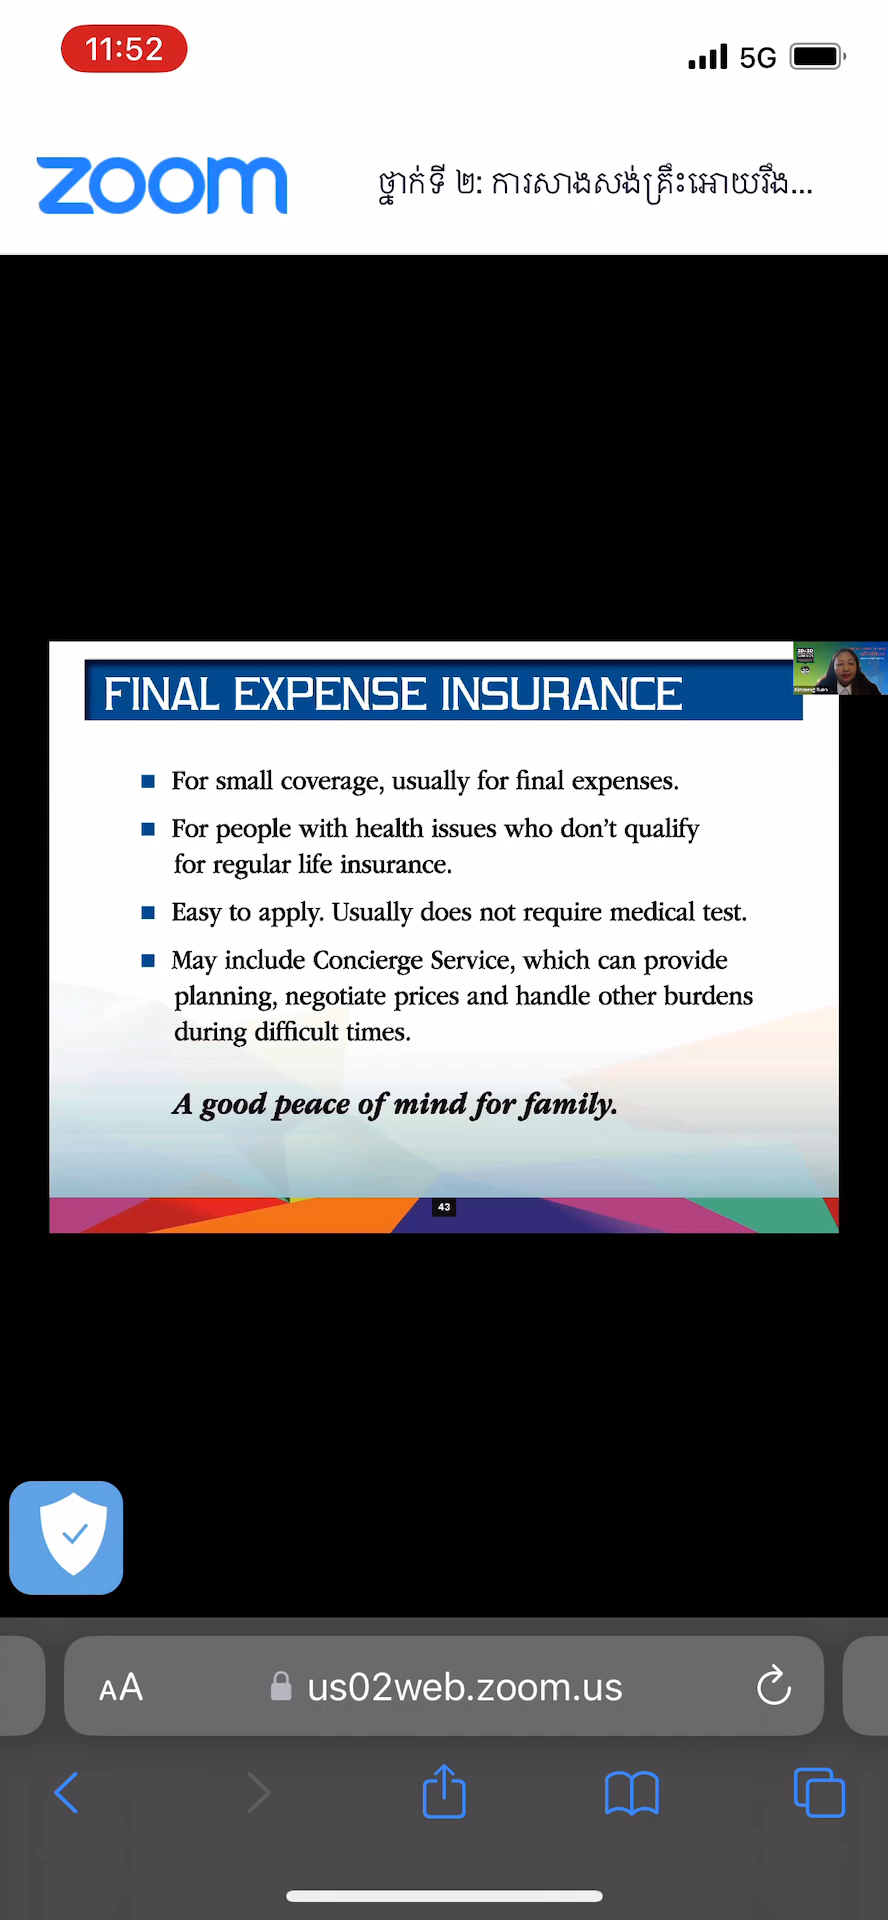 11:52
5G
zoom
ថ្នាក់ទី ២: ការសាងសង់គ្រឹះអោយរឹង...
FINAL EXPENSE INSURANCE
■ For small coverage, usually for final expenses.
■ For people with health issues who don’t qualify
for regular life insurance.
■ Easy to apply. Usually does not require medical test.
■ May include Concierge Service, which can provide
planning, negotiate prices and handle other burdens
during difficult times.
A good peace of mind for family.
43
AA
us02web.zoom.us